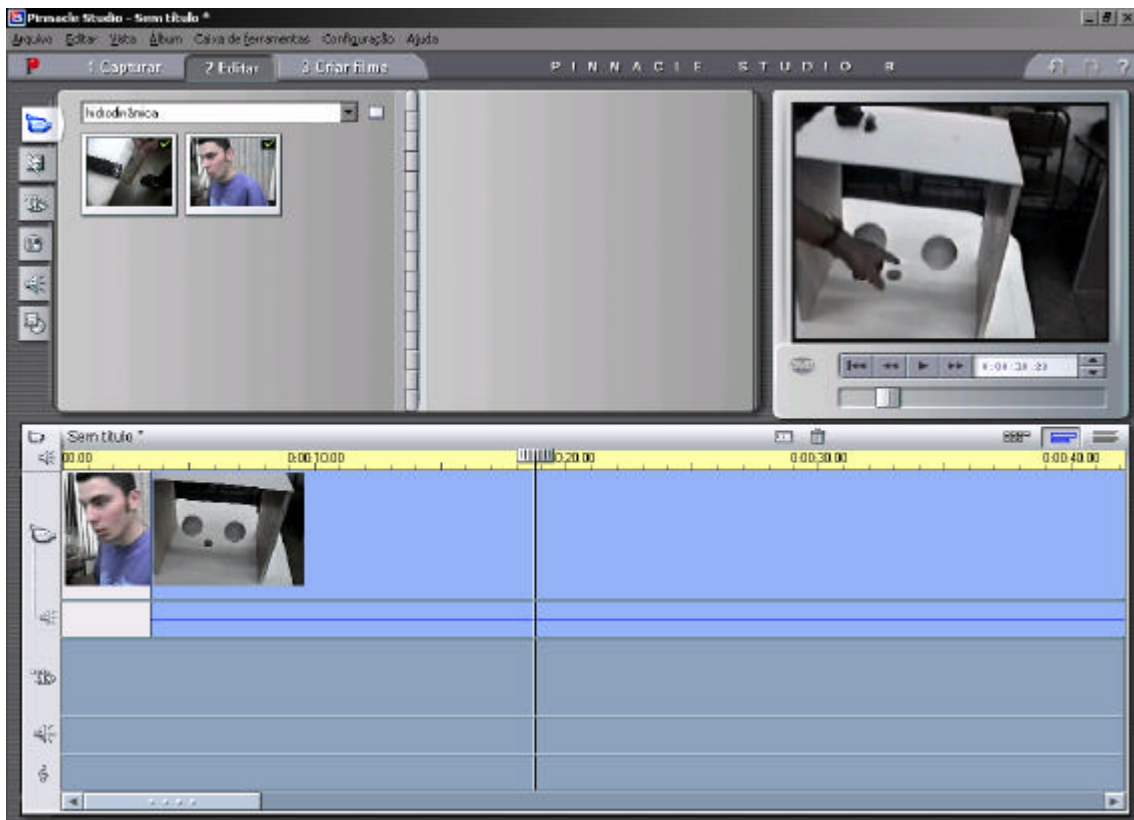 Pinnacle Studio - Sem título *
Arquivo Editar Vista Álbum Caixa de ferramentas Configuração Ajuda
1 Capturar 2 Editar 3 Criar filme PINNACLE STUDIO 8
hidrodinâmica
Sem título *
00.00 0:00:10.00 0:00:20.00 0:00:30.00 0:00:40.00